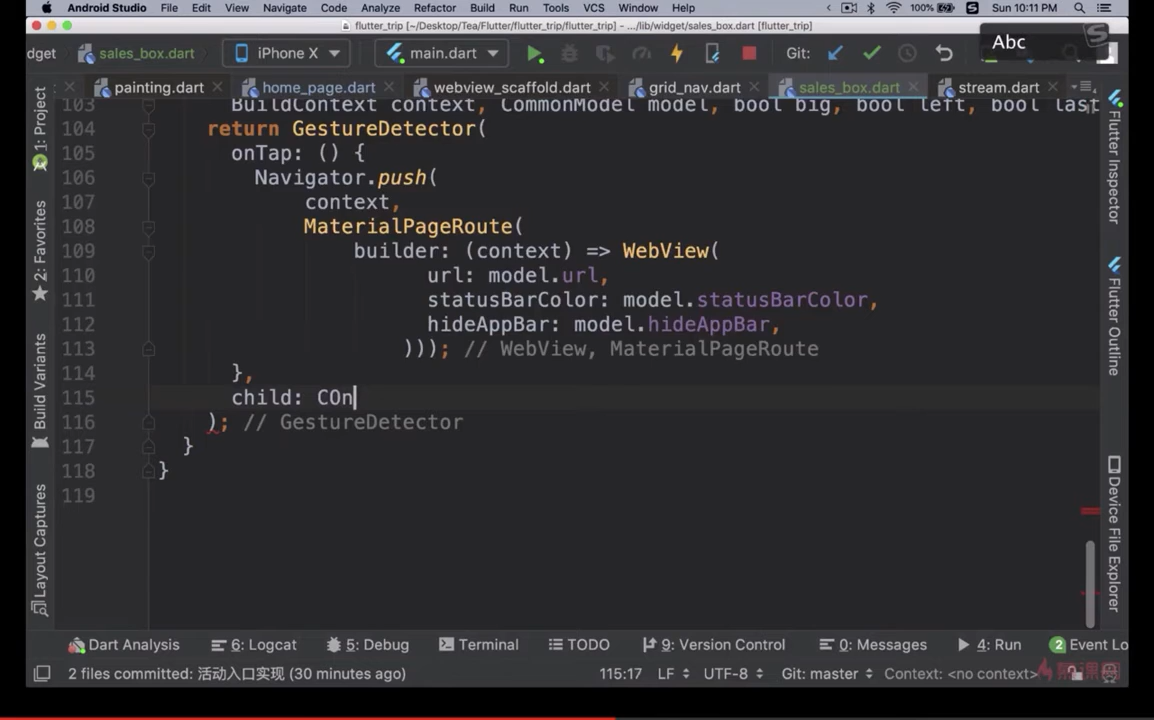 Android Studio File Edit View Navigate Code Analyze Refactor Build Run Tools VCS Window Help 100% Sun 10:11 PM
flutter_trip [~/Desktop/Tea/Flutter/flutter_trip/flutter_trip] - .../lib/widget/sales_box.dart [flutter_trip]
dget sales_box.dart iPhone X main.dart Git:
Abc
painting.dart home_page.dart webview_scaffold.dart grid_nav.dart sales_box.dart stream.dart
103 BuildContext context, CommonModel model, bool big, bool left, bool last
104 return GestureDetector(
105 onTap: () {
106 Navigator.push(
107 context,
108 MaterialPageRoute(
109 builder: (context) => WebView(
110 url: model.url,
111 statusBarColor: model.statusBarColor,
112 hideAppBar: model.hideAppBar,
113 ))); // WebView, MaterialPageRoute
114 },
115 child: COn
116 ); // GestureDetector
117 }
118 }
119
1: Project
2: Favorites
Build Variants
Layout Captures
Flutter Inspector
Flutter Outline
Device File Explorer
Dart Analysis 6: Logcat 5: Debug Terminal TODO 9: Version Control 0: Messages 4: Run 2 Event Lo
2 files committed: 活动入口实现 (30 minutes ago) 115:17 LF UTF-8 Git: master Context: <no context>